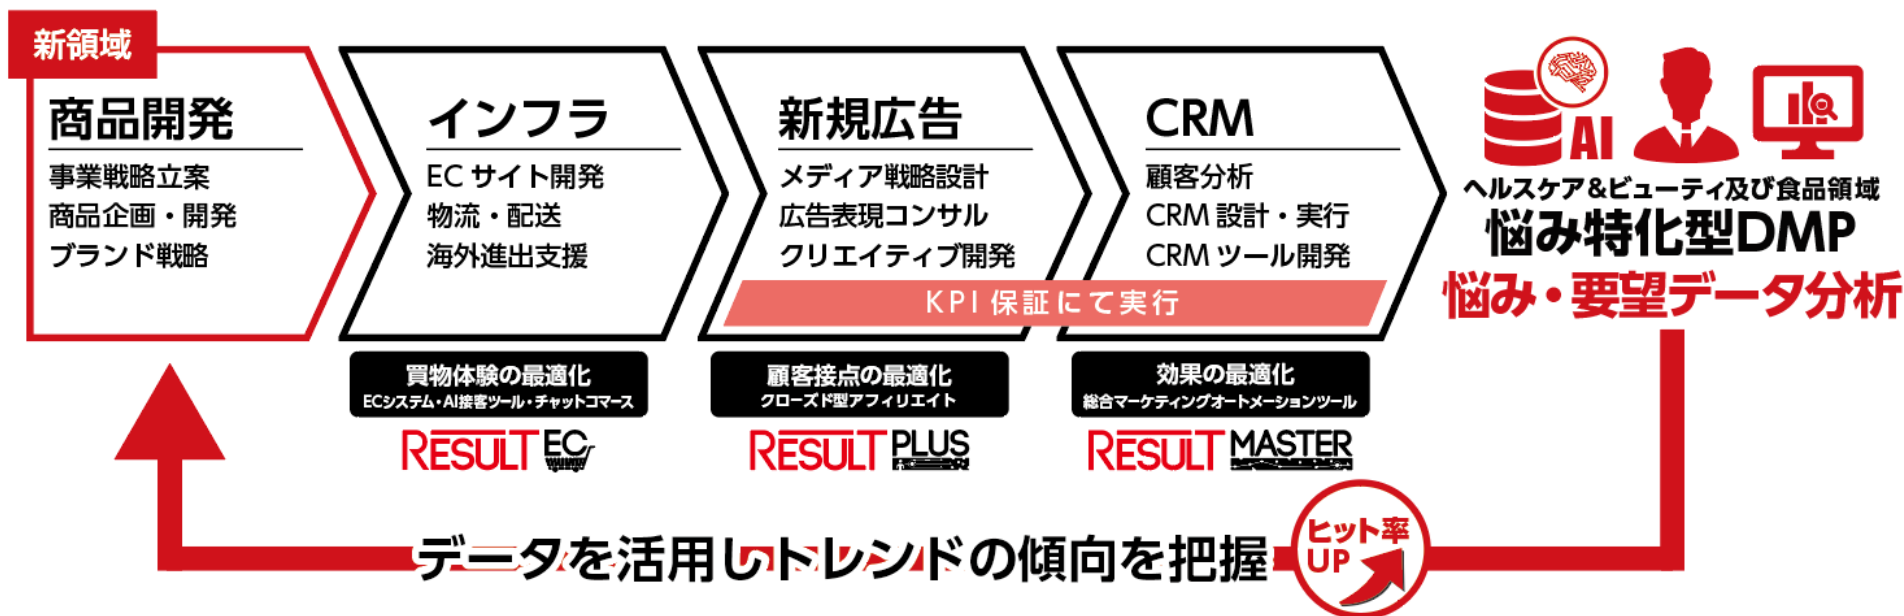 新領域
商品開発
事業戦略立案
商品企画・開発
ブランド戦略
インフラ
ECサイト開発
物流・配送
海外進出支援
新規広告
メディア戦略設計
広告表現コンサル
クリエイティブ開発
CRM
顧客分析
CRM設計・実行
CRMツール開発
KPI保証にて実行
買物体験の最適化
ECシステム・AI接客ツール・チャットコマース
RESULT EC
顧客接点の最適化
クローズド型アフィリエイト
RESULT PLUS
効果の最適化
総合マーケティングオートメーションツール
RESULT MASTER
AI
ヘルスケア&ビューティ及び食品領域
悩み特化型DMP
悩み・要望データ分析
データを活用しトレンドの傾向を把握
ヒット率
UP